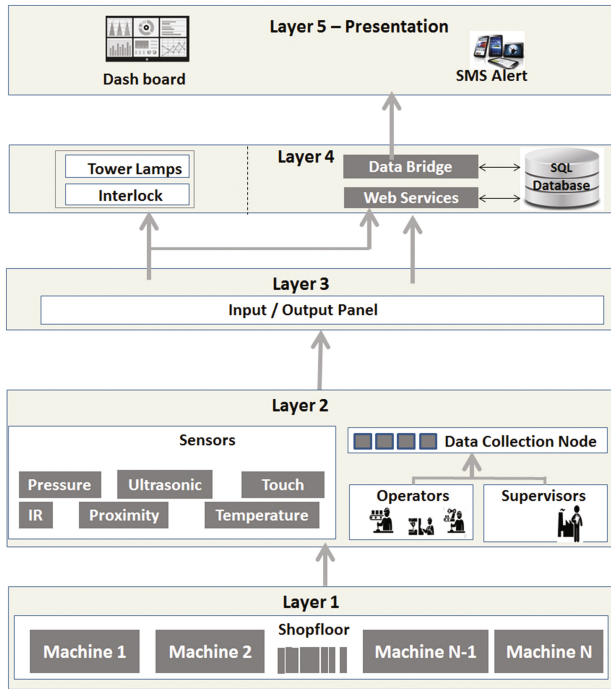 Layer 5 – Presentation
Dash board
SMS Alert
Layer 4
Tower Lamps
Interlock
Data Bridge
Web Services
SQL
Database
Layer 3
Input / Output Panel
Layer 2
Sensors
Pressure
Ultrasonic
Touch
IR
Proximity
Temperature
Data Collection Node
Operators
Supervisors
Layer 1
Shopfloor
Machine 1
Machine 2
Machine N-1
Machine N